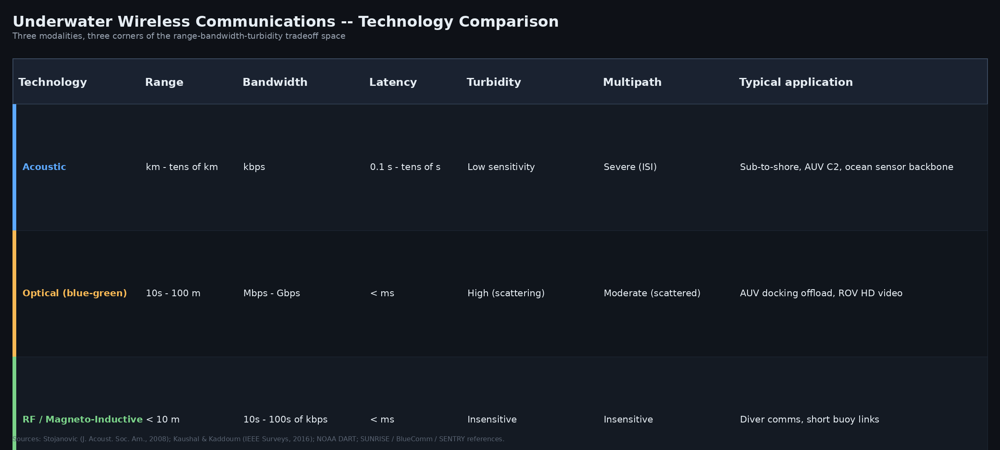 Underwater Wireless Communications -- Technology Comparison
Three modalities, three corners of the range-bandwidth-turbidity tradeoff space
Technology Range Bandwidth Latency Turbidity Multipath Typical application
Acoustic km - tens of km kbps 0.1 s - tens of s Low sensitivity Severe (ISI) Sub-to-shore, AUV C2, ocean sensor backbone
Optical (blue-green) 10s - 100 m Mbps - Gbps < ms High (scattering) Moderate (scattered) AUV docking offload, ROV HD video
RF / Magneto-Inductive < 10 m 10s - 100s of kbps < ms Insensitive Insensitive Diver comms, short buoy links
Sources: Stojanovic (J. Acoust. Soc. Am., 2008); Kaushal & Kaddoum (IEEE Surveys, 2016); NOAA DART; SUNRISE / BlueComm / SENTRY references.